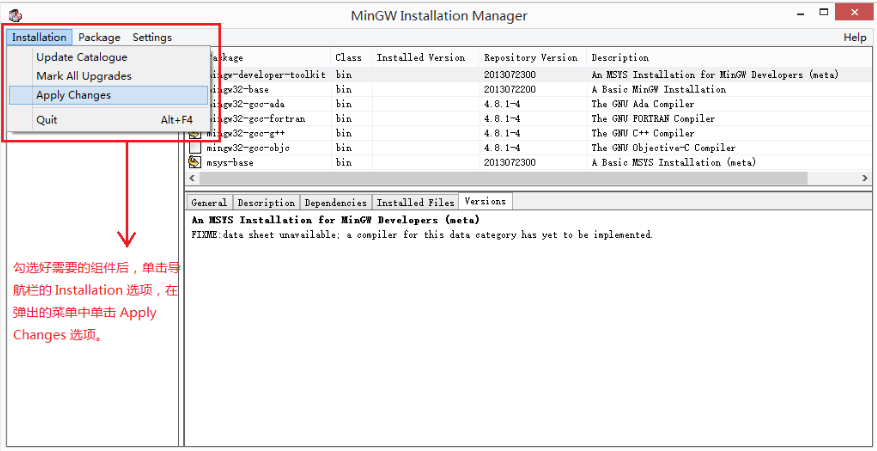 MinGW Installation Manager
Installation Package Settings Help
Update Catalogue
Mark All Upgrades
Apply Changes
Quit Alt+F4
Package Class Installed Version Repository Version Description
mingw-developer-toolkit bin 2013072300 An MSYS Installation for MinGW Developers (meta)
mingw32-base bin 2013072200 A Basic MinGW Installation
mingw32-gcc-ada bin 4.8.1-4 The GNU Ada Compiler
mingw32-gcc-fortran bin 4.8.1-4 The GNU FORTRAN Compiler
mingw32-gcc-g++ bin 4.8.1-4 The GNU C++ Compiler
mingw32-gcc-objc bin 4.8.1-4 The GNU Objective-C Compiler
msys-base bin 2013072300 A Basic MSYS Installation (meta)
General Description Dependencies Installed Files Versions
An MSYS Installation for MinGW Developers (meta)
FIXME:data sheet unavailable; a compiler for this data category has yet to be implemented.
勾选好需要的组件后，单击导
航栏的 Installation 选项，在
弹出的菜单中单击 Apply
Changes 选项。